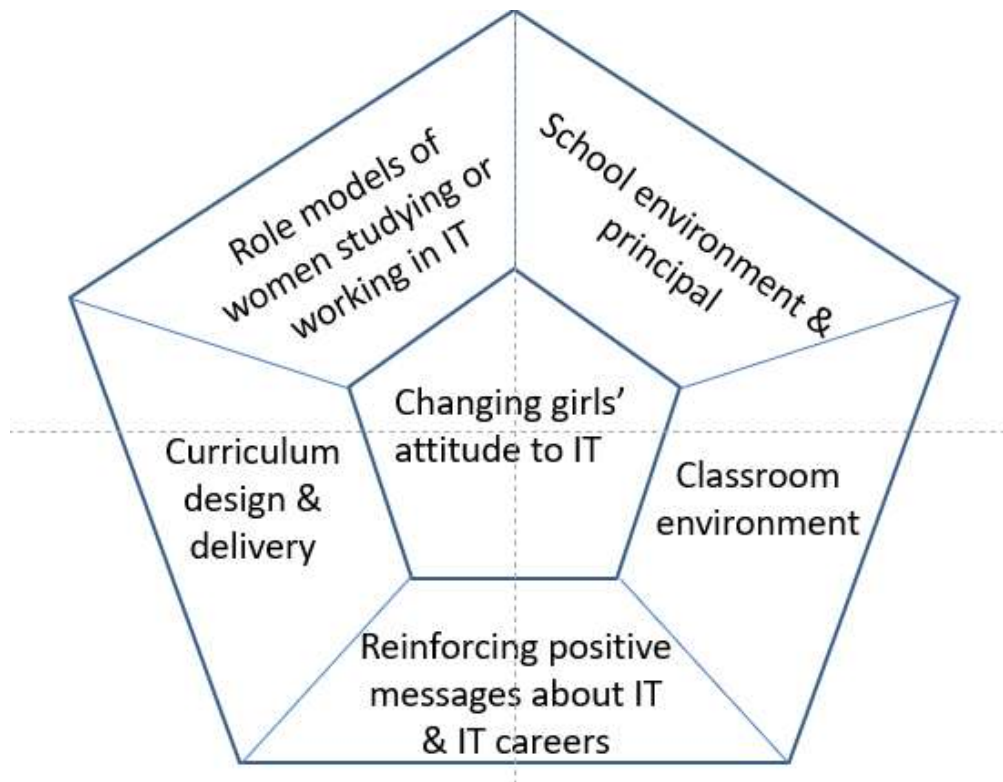 Role models of
women studying or
working in IT
School environment &
principal
Changing girls’
attitude to IT
Curriculum
design &
delivery
Classroom
environment
Reinforcing positive
messages about IT
& IT careers